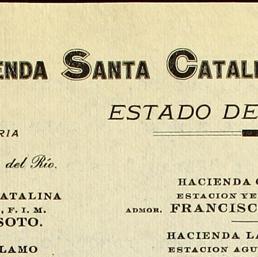 ENDA SANTA CATAL
ESTADO DE
RIA
del Río.
CATALINA
, F. I. M.
SOTO.
LAMO
HACIENDA
ESTACION YE
ADMOR. FRANCISC
HACIENDA LA
ESTACION AGU